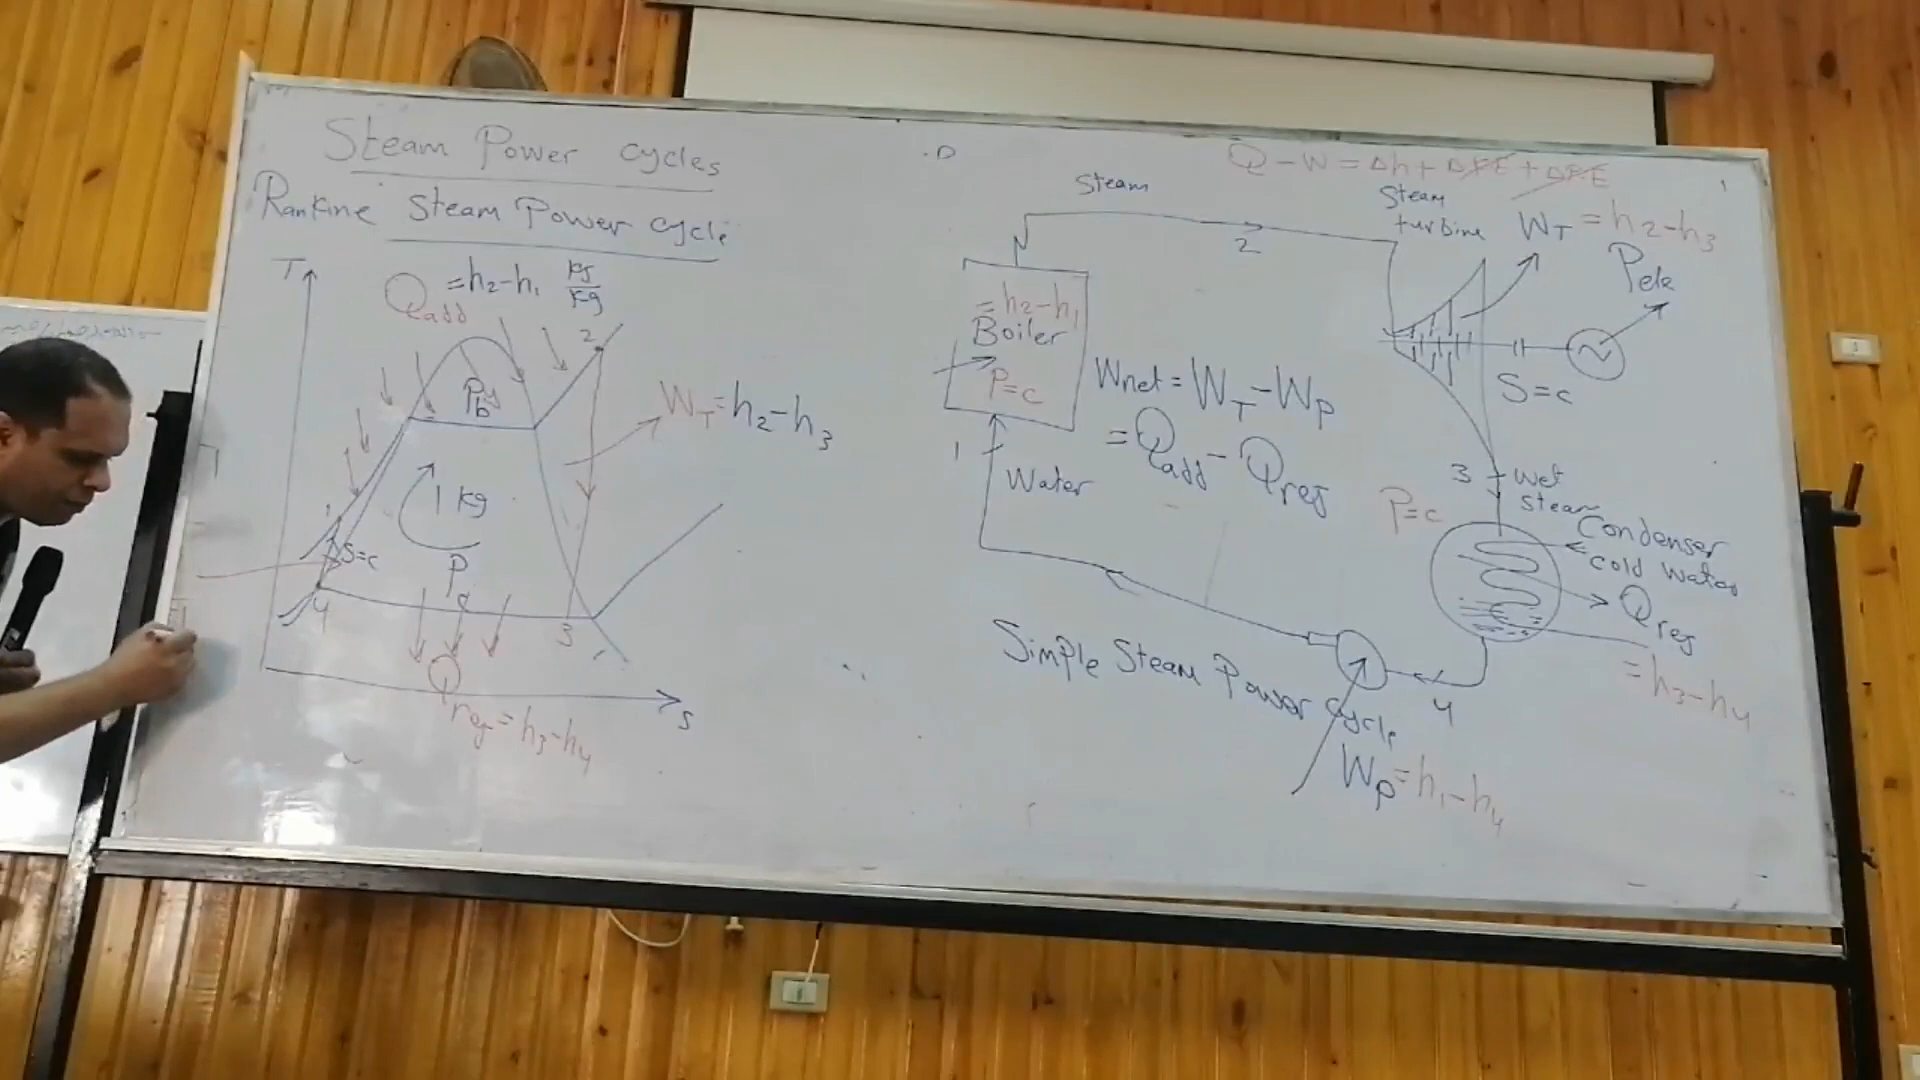 Steam Power cycles
Rankine Steam Power cycle
T
Qadd = h2-h1 kJ/kg
2
Pb
WT = h2-h3
1 kg
1
S=c
Pc
4
3
Qrej = h3-h4
s
Q - W = Δh + ΔK.E + ΔP.E
Steam
2
Steam
turbine
WT = h2-h3
Pele
= h2-h1
Boiler
P=c
S=c
Wnet = WT - WP
= Qadd - Qrej
1
Water
3
Wet
steam
P=c
Condenser
cold water
Qrej
= h3-h4
4
Simple Steam Power cycle
WP = h1-h4